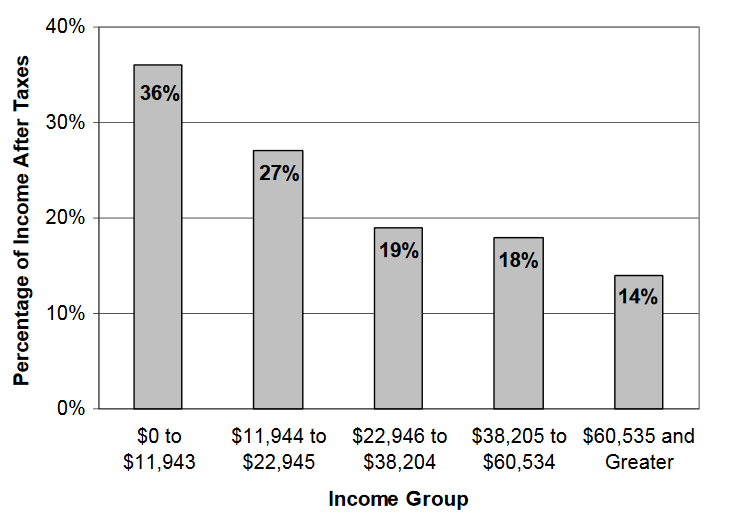 40%
30%
20%
10%
0%
Percentage of Income After Taxes
36%
27%
19%
18%
14%
$0 to
$11,943
$11,944 to
$22,945
$22,946 to
$38,204
$38,205 to
$60,534
$60,535 and
Greater
Income Group